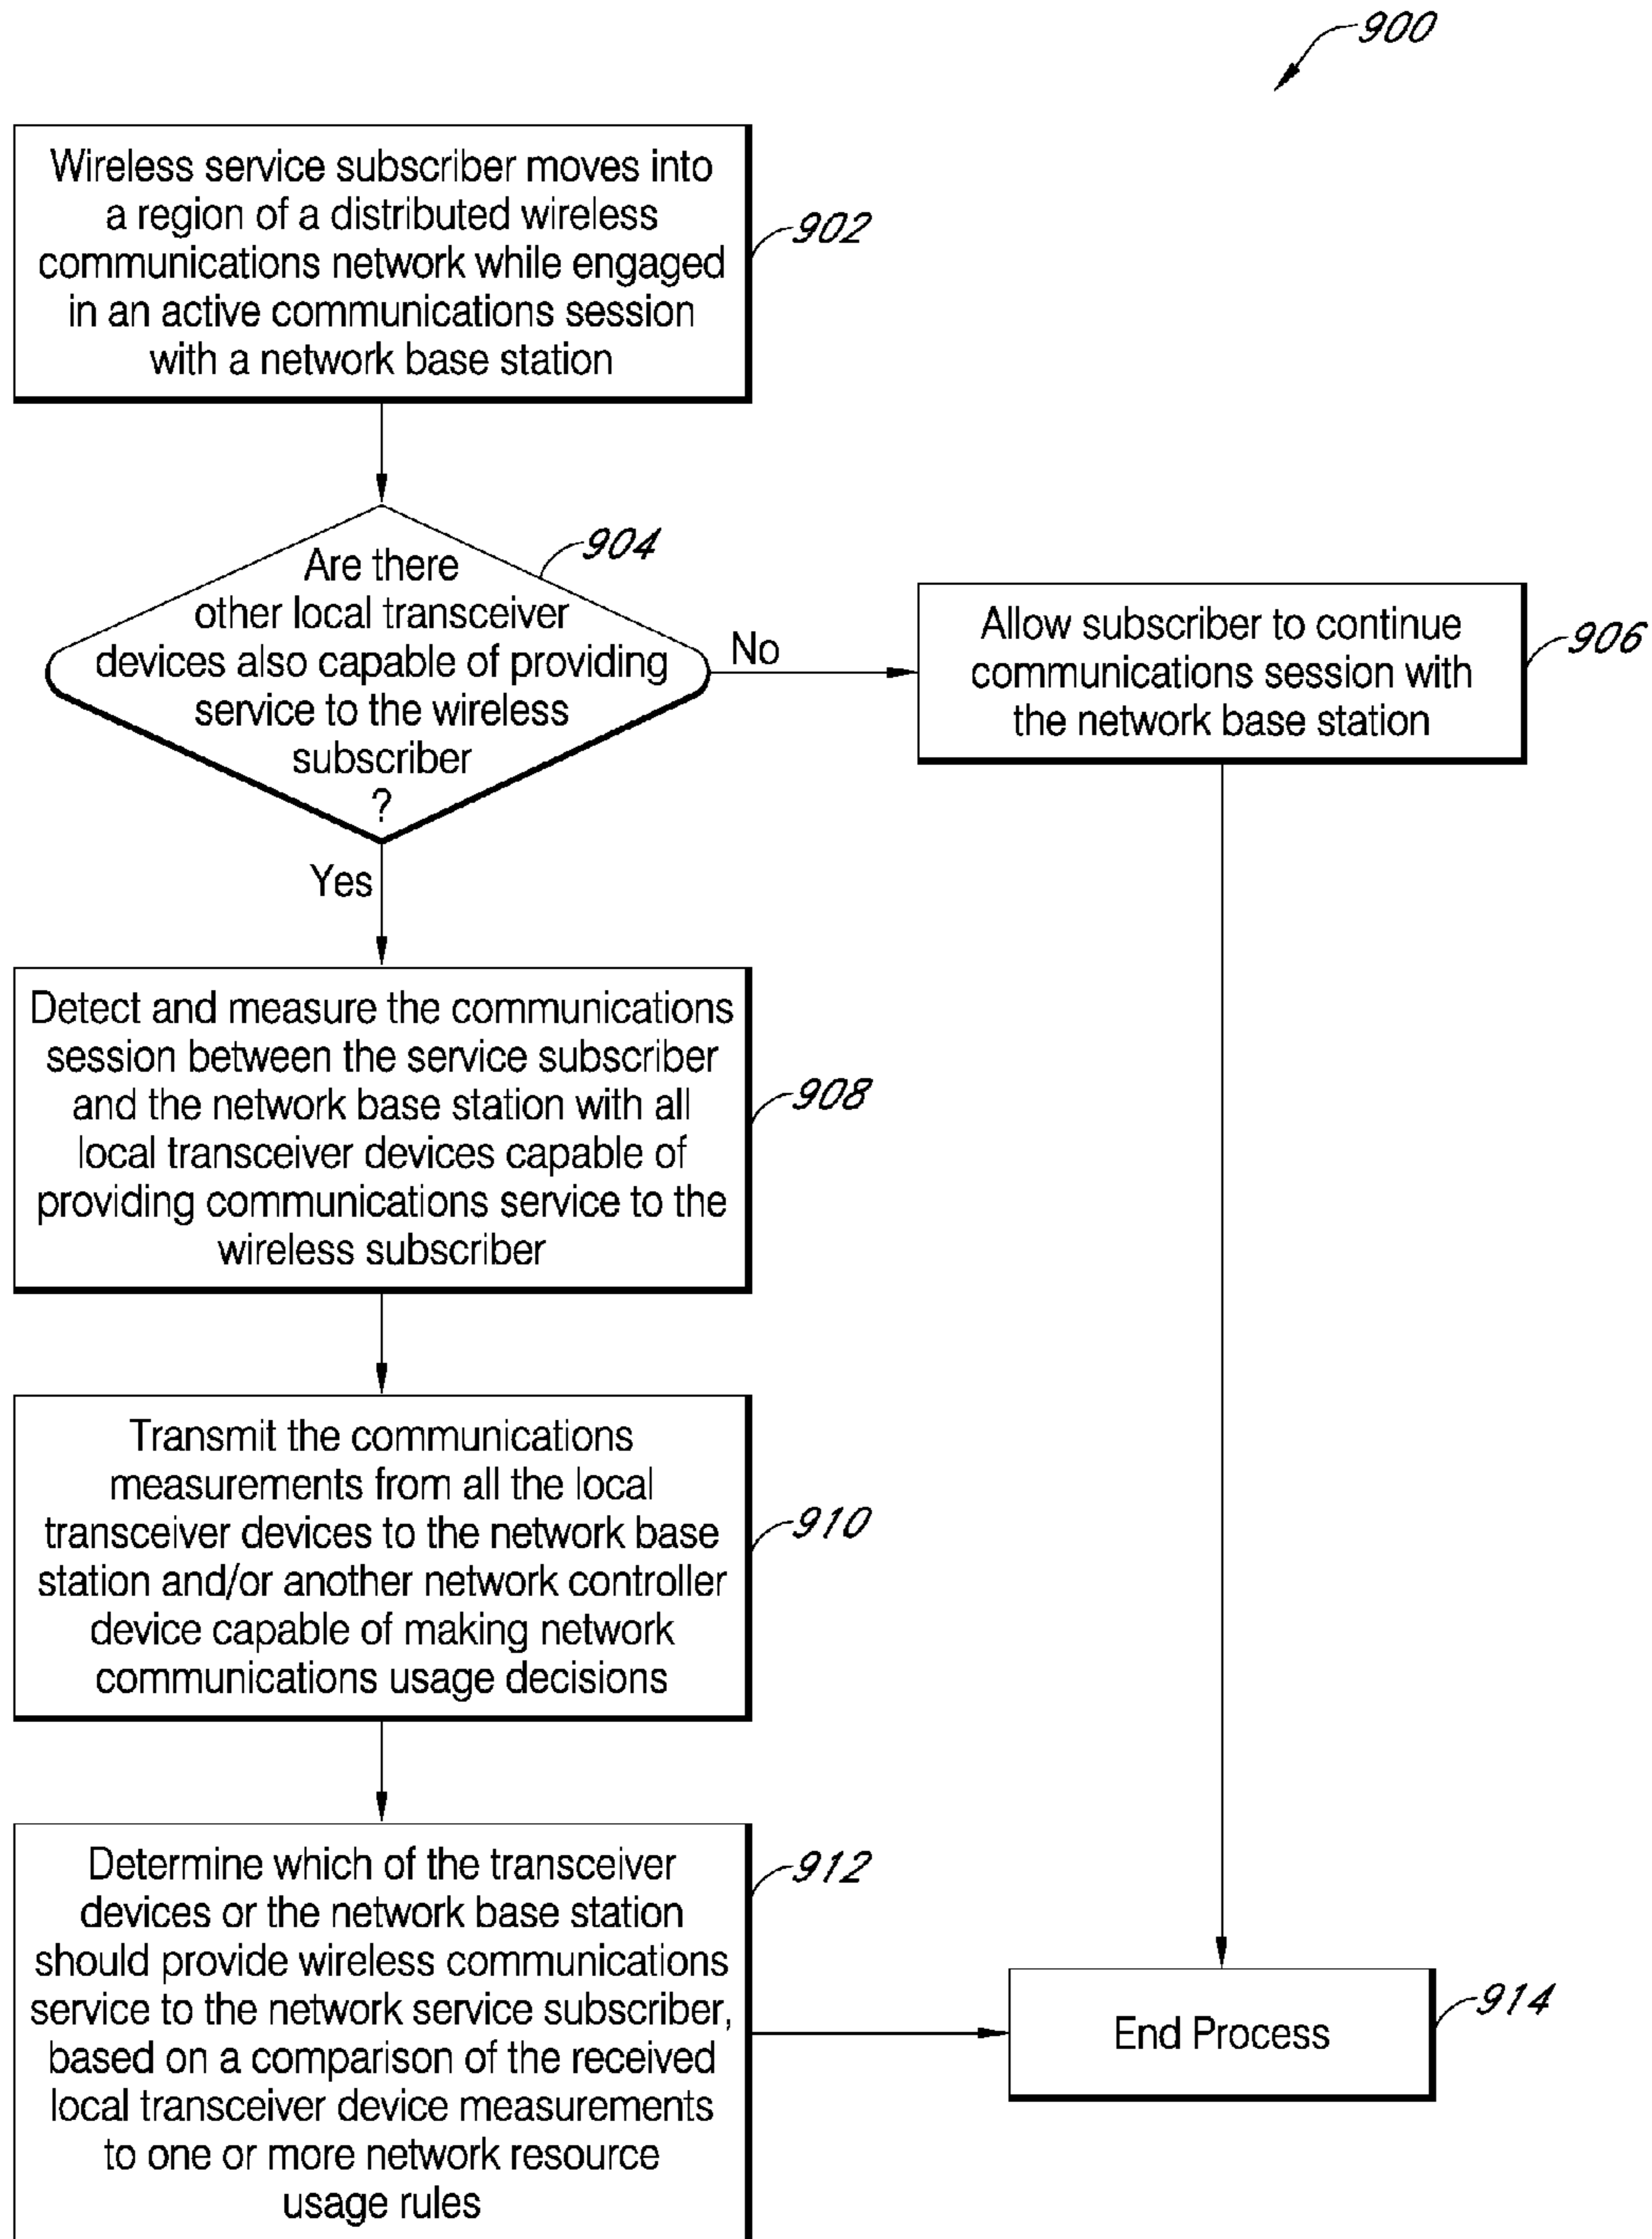 900
Wireless service subscriber moves into
a region of a distributed wireless
communications network while engaged
in an active communications session
with a network base station
902
Are there
other local transceiver
devices also capable of providing
service to the wireless
subscriber
?
904
No
Allow subscriber to continue
communications session with
the network base station
906
Yes
Detect and measure the communications
session between the service subscriber
and the network base station with all
local transceiver devices capable of
providing communications service to the
wireless subscriber
908
Transmit the communications
measurements from all the local
transceiver devices to the network base
station and/or another network controller
device capable of making network
communications usage decisions
910
Determine which of the transceiver
devices or the network base station
should provide wireless communications
service to the network service subscriber,
based on a comparison of the received
local transceiver device measurements
to one or more network resource
usage rules
912
End Process
914